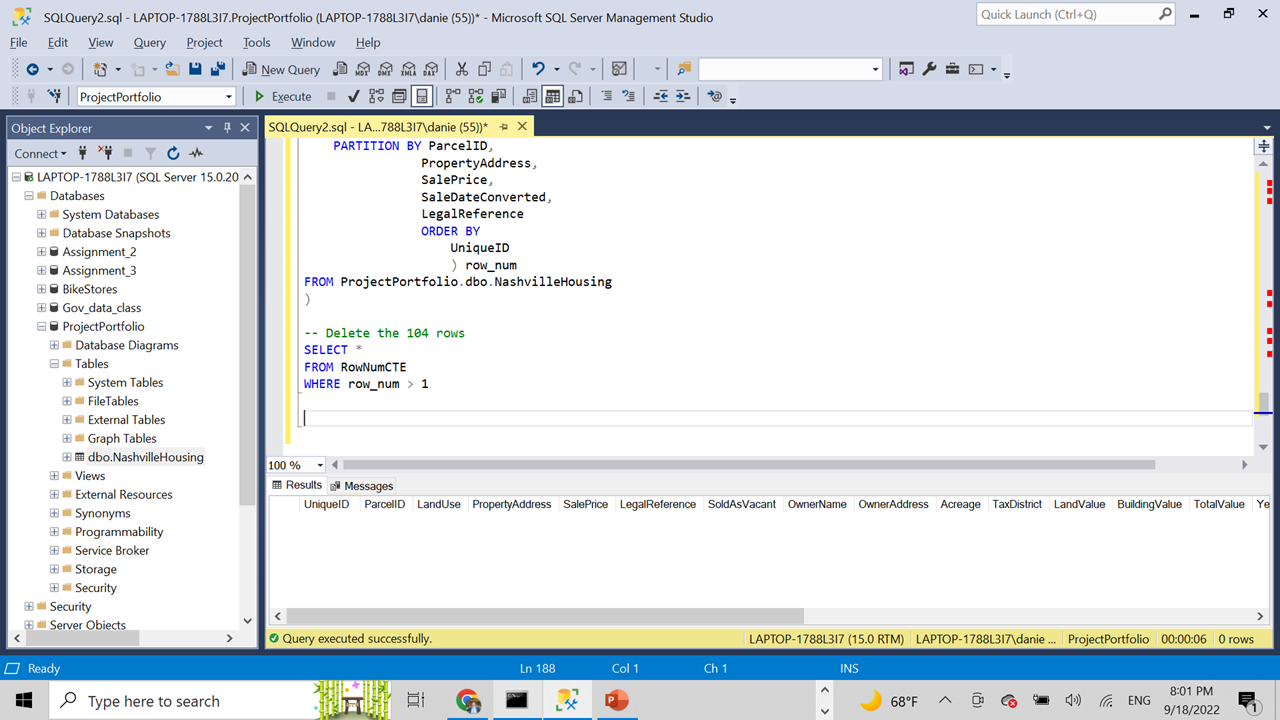 SQLQuery2.sql - LAPTOP-1788L3I7.ProjectPortfolio (LAPTOP-1788L3I7\danie (55))* - Microsoft SQL Server Management Studio
Quick Launch (Ctrl+Q)
File Edit View Query Project Tools Window Help
New Query
MDX DMX XMLA DAX
ProjectPortfolio
Execute
Object Explorer
SQLQuery2.sql - LA...788L3I7\danie (55))*
Connect
LAPTOP-1788L3I7 (SQL Server 15.0.20
Databases
System Databases
Database Snapshots
Assignment_2
Assignment_3
BikeStores
Gov_data_class
ProjectPortfolio
Database Diagrams
Tables
System Tables
FileTables
External Tables
Graph Tables
dbo.NashvilleHousing
Views
External Resources
Synonyms
Programmability
Service Broker
Storage
Security
Security
Server Objects
PARTITION BY ParcelID,
PropertyAddress,
SalePrice,
SaleDateConverted,
LegalReference
ORDER BY
UniqueID
) row_num
FROM ProjectPortfolio.dbo.NashvilleHousing
)
-- Delete the 104 rows
SELECT *
FROM RowNumCTE
WHERE row_num > 1
100 %
Results Messages
UniqueID ParcelID LandUse PropertyAddress SalePrice LegalReference SoldAsVacant OwnerName OwnerAddress Acreage TaxDistrict LandValue BuildingValue TotalValue Ye
Query executed successfully.
LAPTOP-1788L3I7 (15.0 RTM) LAPTOP-1788L3I7\danie ... ProjectPortfolio 00:00:06 0 rows
Ready Ln 188 Col 1 Ch 1 INS
Type here to search
68°F
ENG
8:01 PM
9/18/2022
1